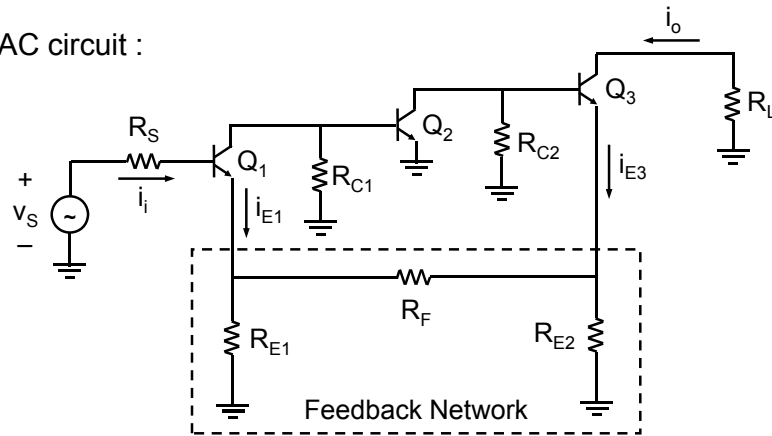 AC circuit :
i_o
R_S
Q_1
Q_2
Q_3
R_L
R_C1
R_C2
+
v_S
~
–
i_i
i_E1
i_E3
R_F
R_E1
R_E2
Feedback Network